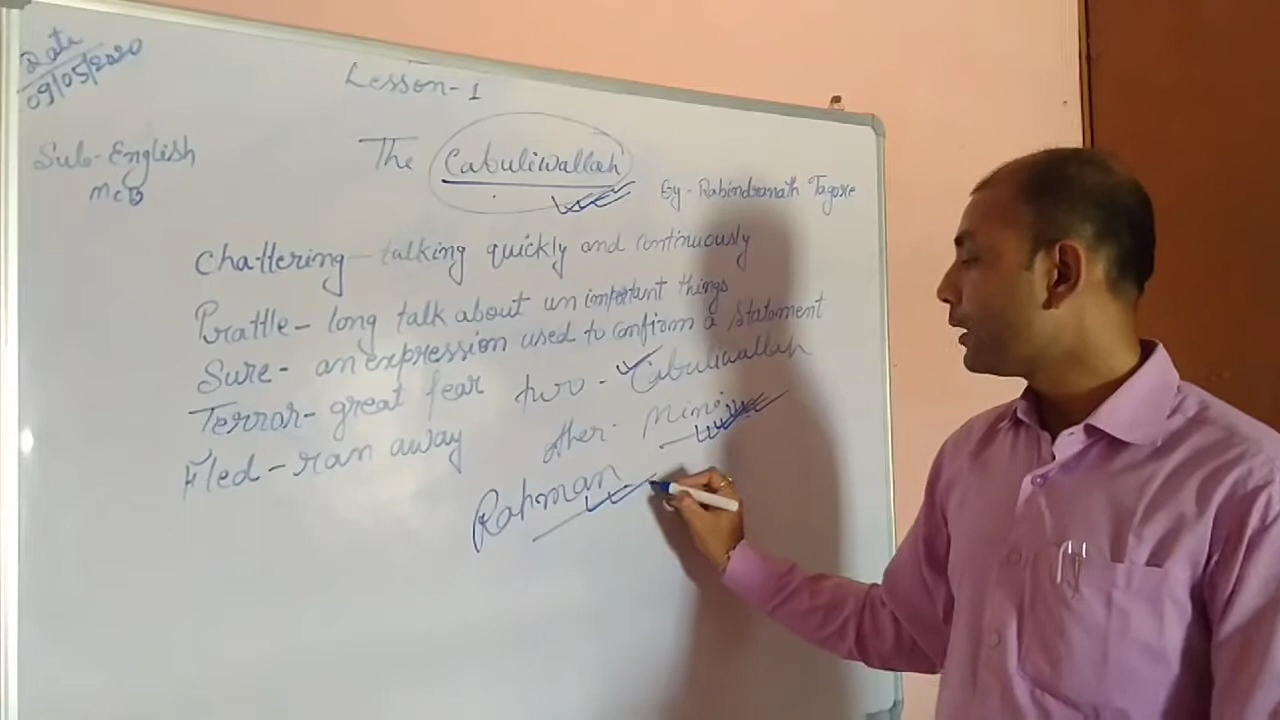 Date
09/05/2020
Lesson-1
Sub-English
The Cabuliwallah
By-Rabindranath Tagore
Chattering-talking quickly and continuously
Prattle-long talk about un important things
Sure-an expression used to confirm a statement
Terror-great fear two-Cabuliwallah
Fled-ran away other-Mini
Rahman